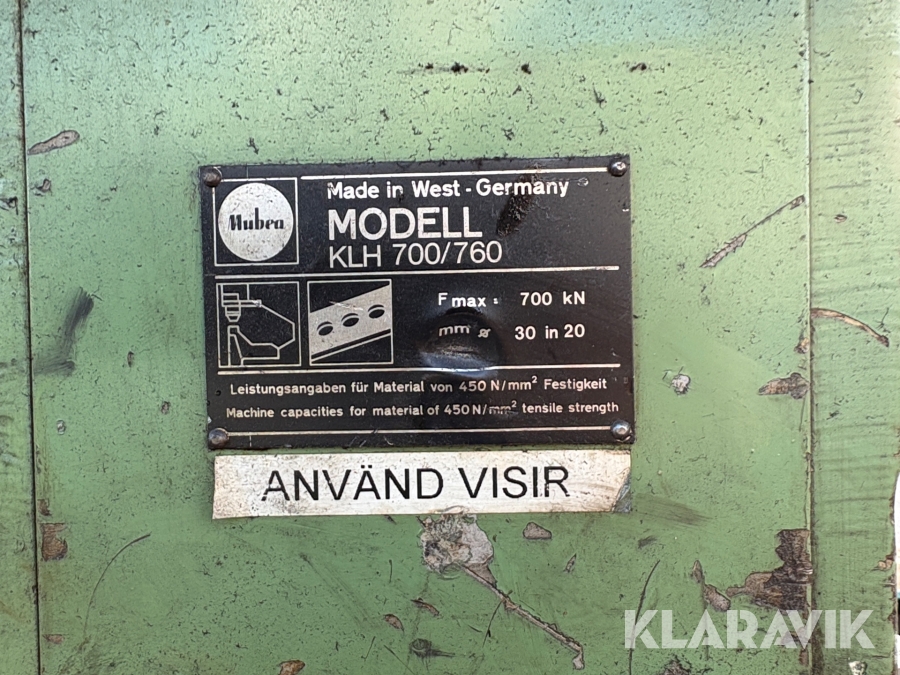 Mubea
Made in West-Germany
MODELL
KLH 700/760
F max: 700 kN
mm ⌀ 30 in 20
Leistungsangaben für Material von 450 N/mm² Festigkeit
Machine capacities for material of 450 N/mm² tensile strength
ANVÄND VISIR
KLARAVIK